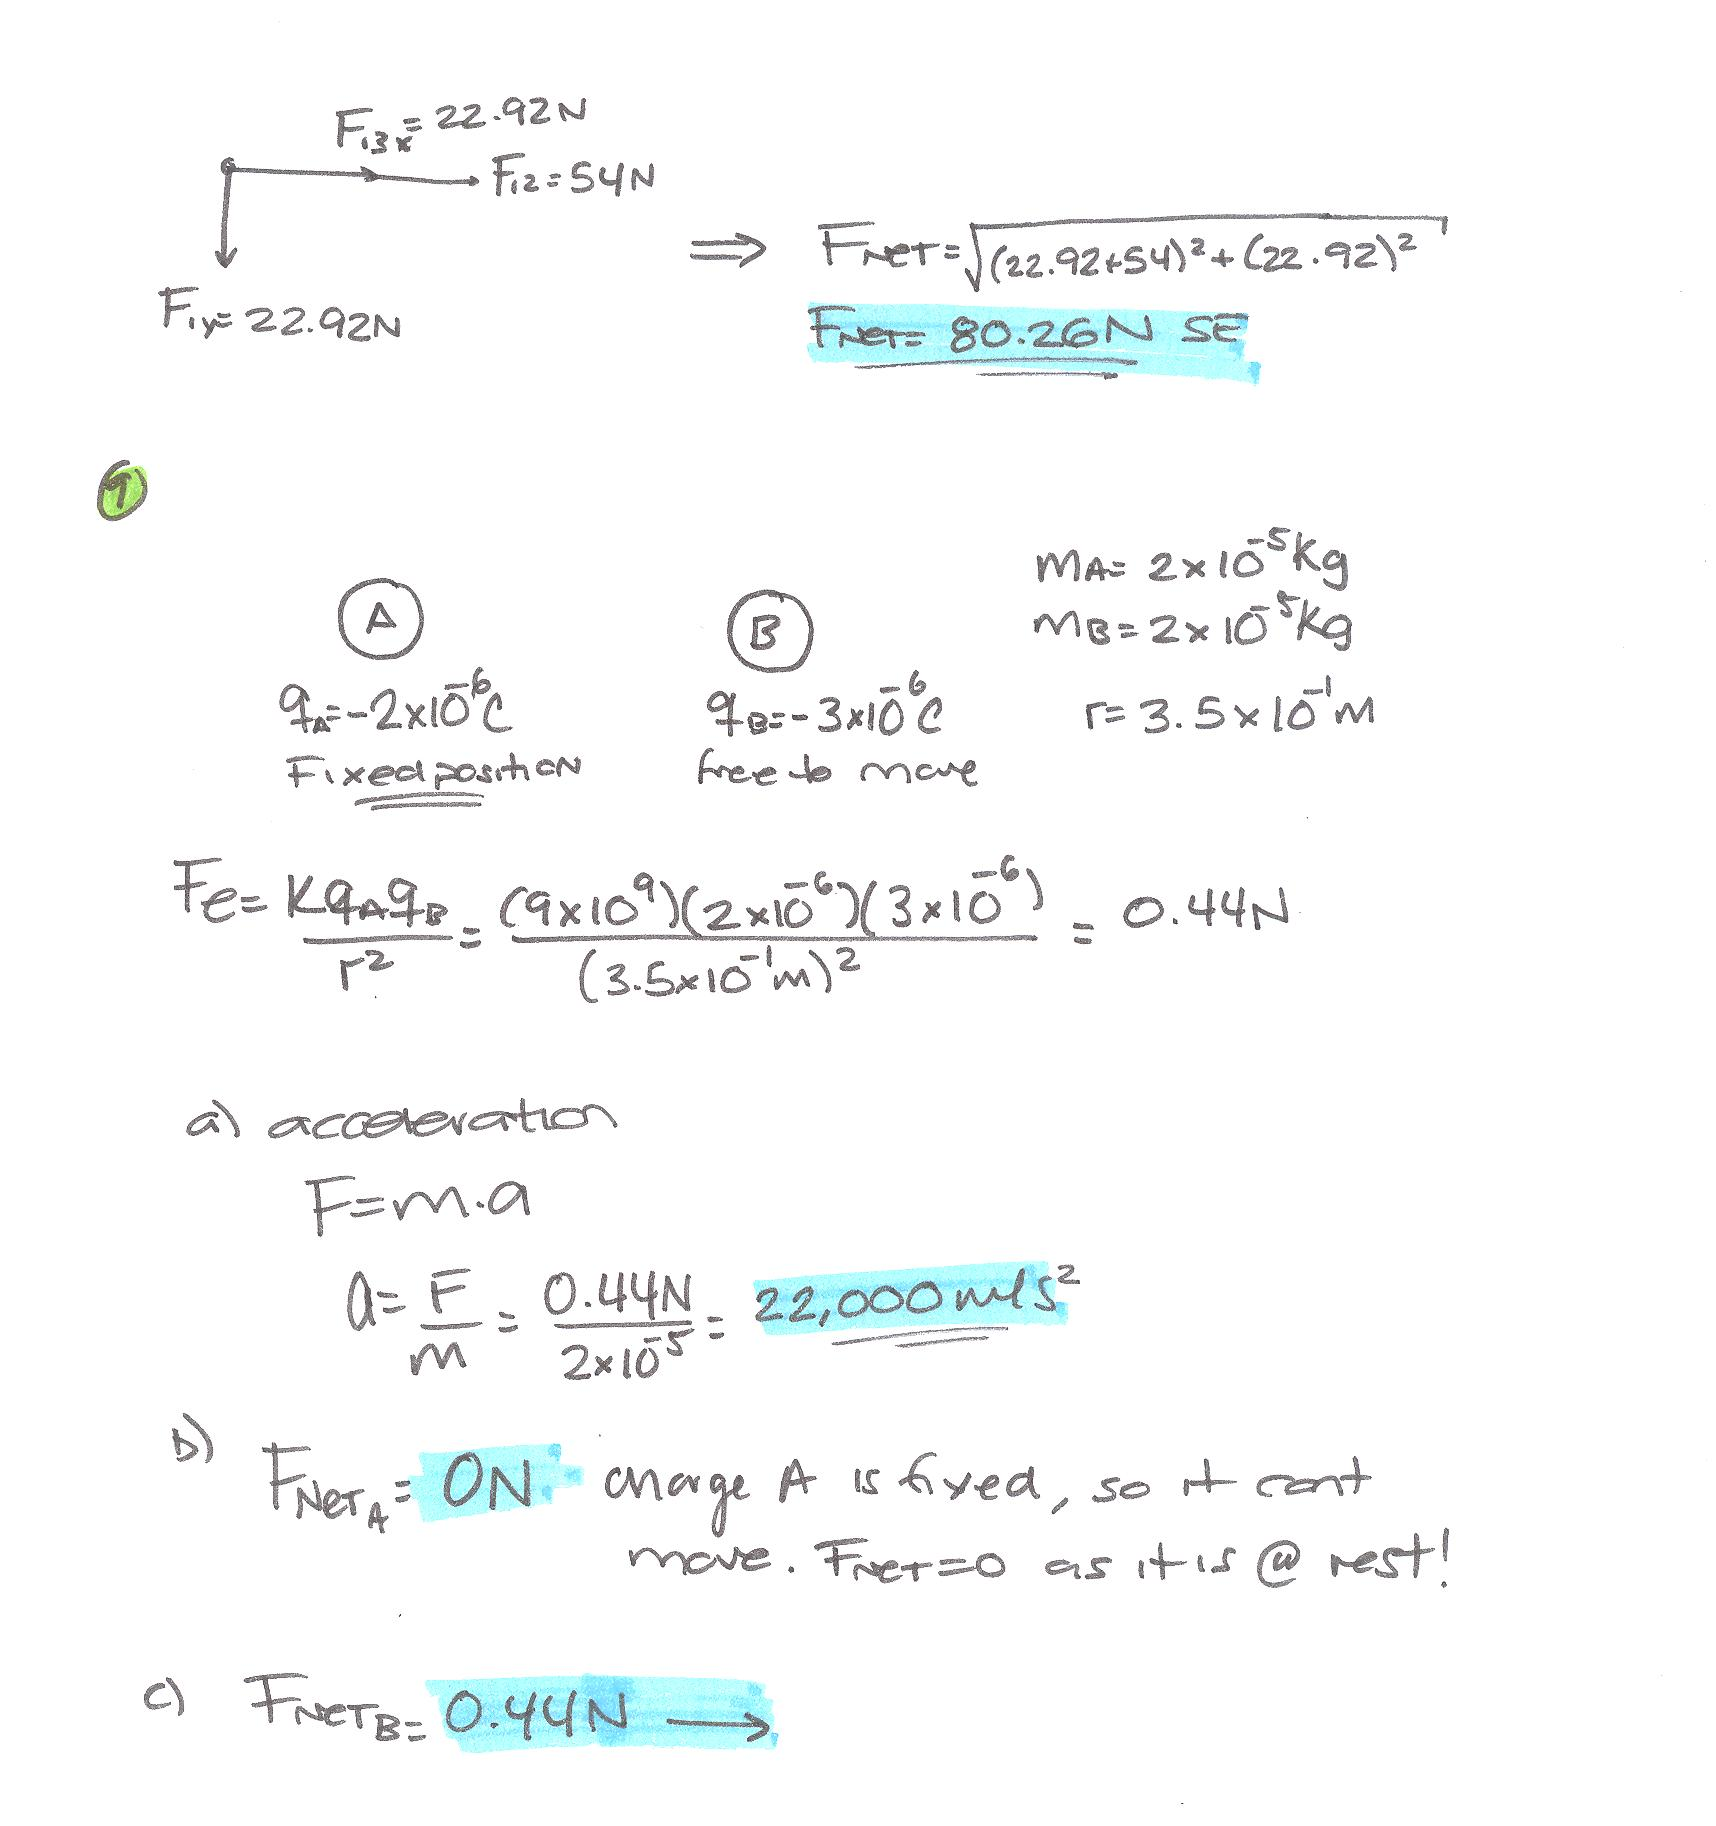 F13x = 22.92N
F12 = 54N
F1y = 22.92N
⇒ FNET = √(22.92+54)² + (22.92)²
FNET = 80.26N SE
9
A
B
qA = -2×10⁻⁶C
Fixed position
qB = -3×10⁻⁶C
free to move
mA = 2×10⁻⁵kg
mB = 2×10⁻⁵kg
r = 3.5×10⁻¹m
Fe = KqAqB/r² = (9×10⁹)(2×10⁻⁶)(3×10⁻⁶)/(3.5×10⁻¹m)² = 0.44N
a) acceleration
F = m·a
a = F/m = 0.44N/2×10⁻⁵ = 22,000 m/s²
b) FNETA = 0N charge A is fixed, so it cant
move. FNET=0 as it is @ rest!
c) FNETB = 0.44N →